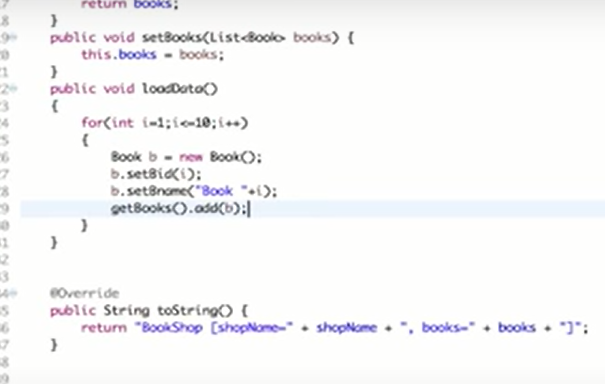 return books;
8 }
public void setBooks(List<Book> books) {
this.books = books;
}
public void loadData()
{
for(int i=1;i<=10;i++)
{
Book b = new Book();
b.setBid(i);
b.setBname("Book "+i);
getBooks().add(b);
}
}
@Override
public String toString() {
return "BookShop [shopName=" + shopName + ", books=" + books + "]";
}